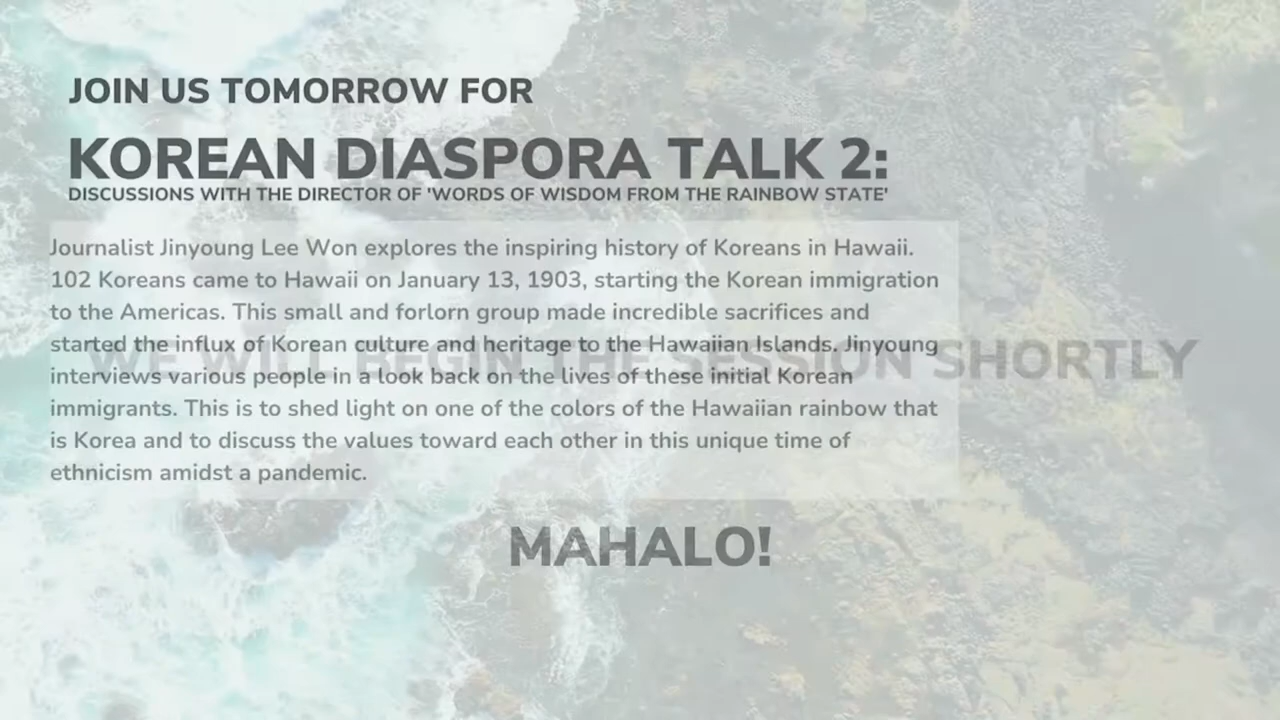 JOIN US TOMORROW FOR
KOREAN DIASPORA TALK 2:
DISCUSSIONS WITH THE DIRECTOR OF 'WORDS OF WISDOM FROM THE RAINBOW STATE'
Journalist Jinyoung Lee Won explores the inspiring history of Koreans in Hawaii.
102 Koreans came to Hawaii on January 13, 1903, starting the Korean immigration
to the Americas. This small and forlorn group made incredible sacrifices and
started the influx of Korean culture and heritage to the Hawaiian Islands. Jinyoung
WE WILL BEGIN THE SESSION SHORTLY
interviews various people in a look back on the lives of these initial Korean
immigrants. This is to shed light on one of the colors of the Hawaiian rainbow that
is Korea and to discuss the values toward each other in this unique time of
ethnicism amidst a pandemic.
MAHALO!